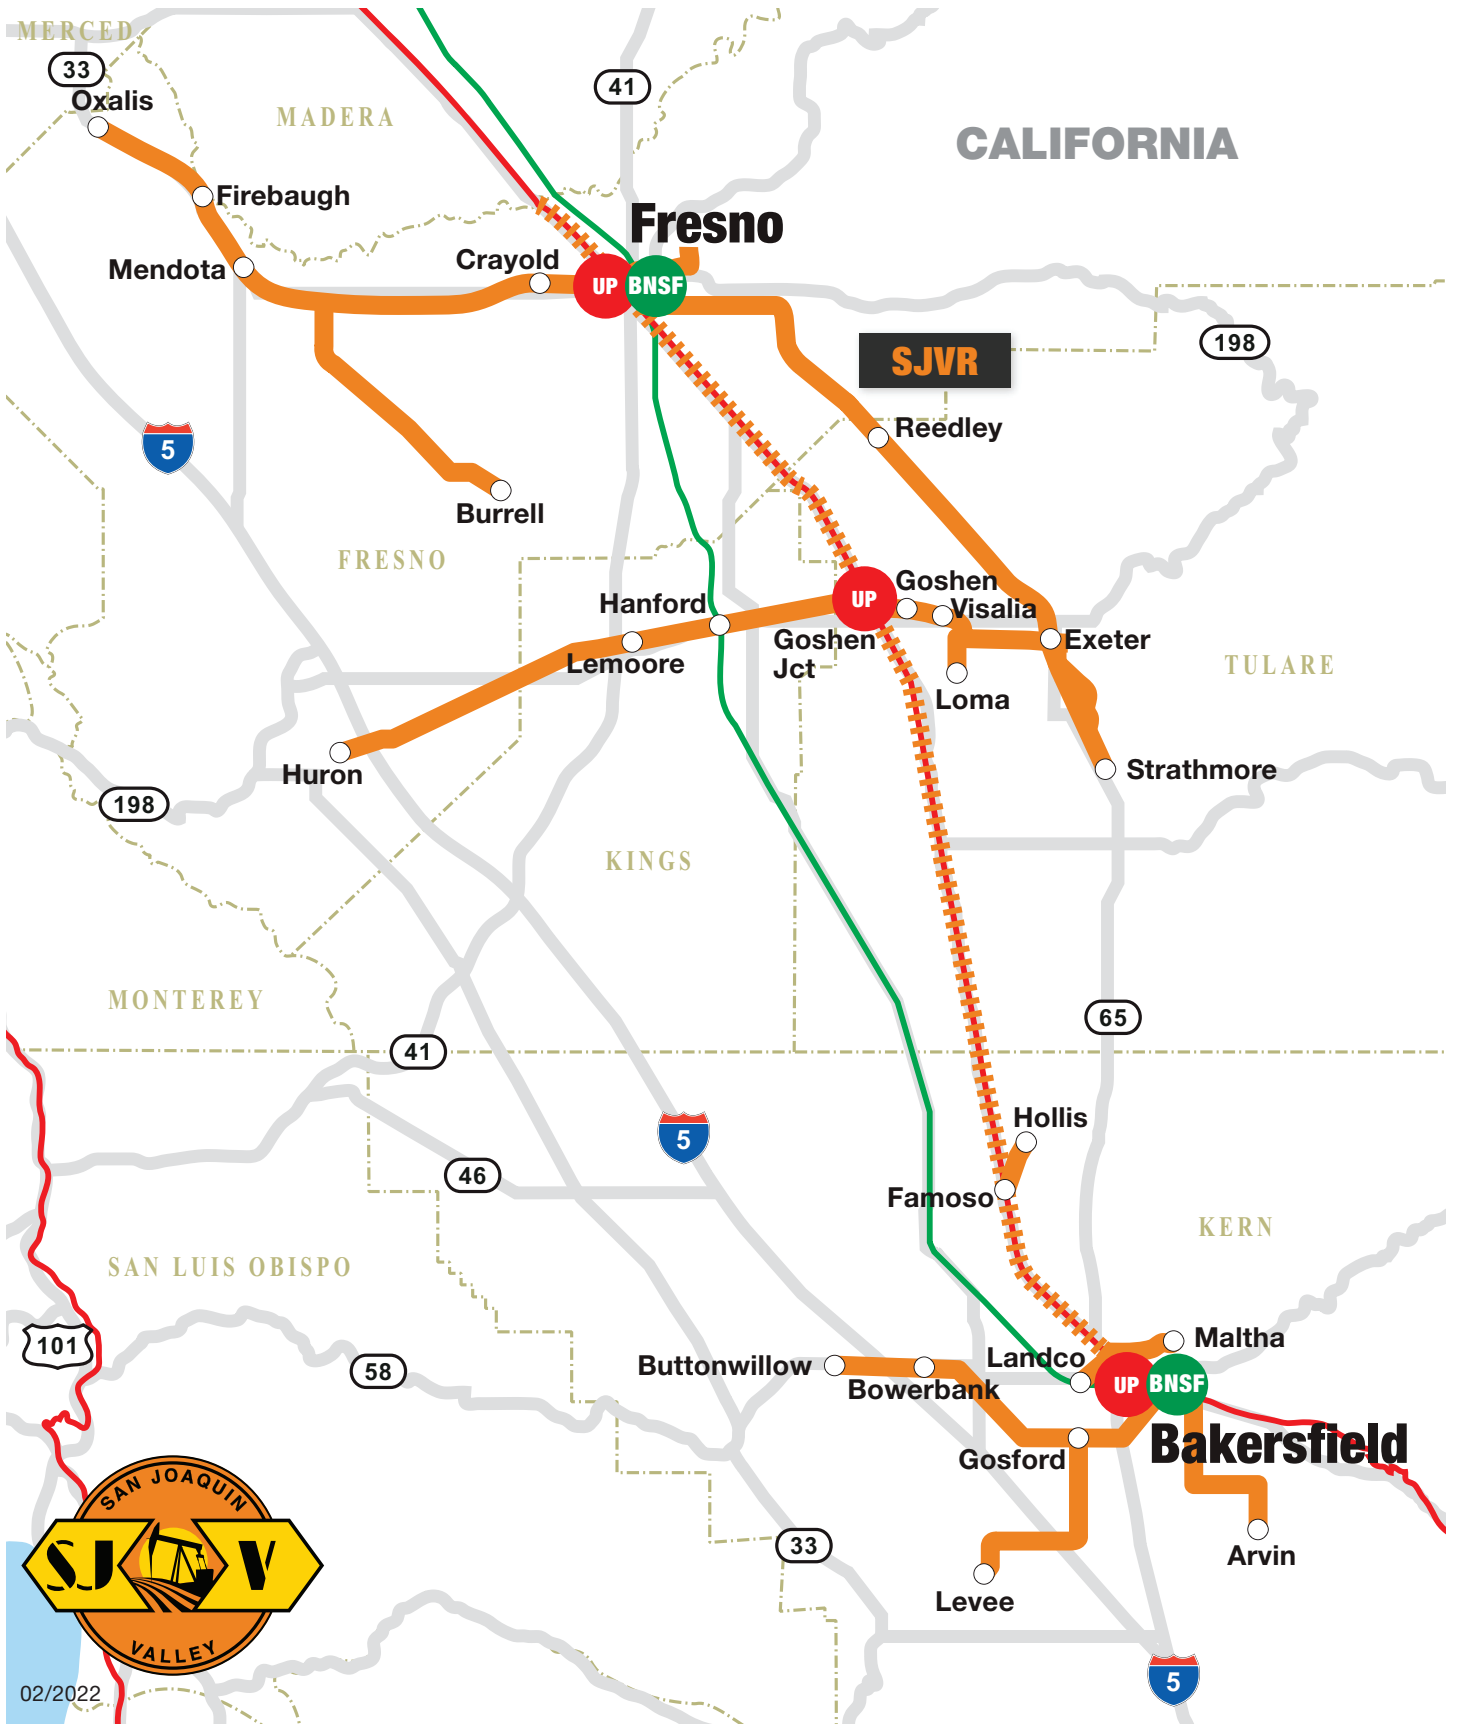 MERCED
33
Oxalis
MADERA
41
CALIFORNIA
Firebaugh
Fresno
Mendota
Crayold
UP
BNSF
198
SJVR
Reedley
5
Burrell
FRESNO
Goshen
UP
Hanford
Visalia
Goshen
Jct
Exeter
Lemoore
TULARE
Loma
Huron
Strathmore
198
KINGS
MONTEREY
65
41
Hollis
5
46
Famoso
KERN
SAN LUIS OBISPO
101
58
Maltha
Landco
Buttonwillow
Bowerbank
UP
BNSF
Bakersfield
Gosford
SAN JOAQUIN
SJ V
VALLEY
33
Arvin
Levee
5
02/2022